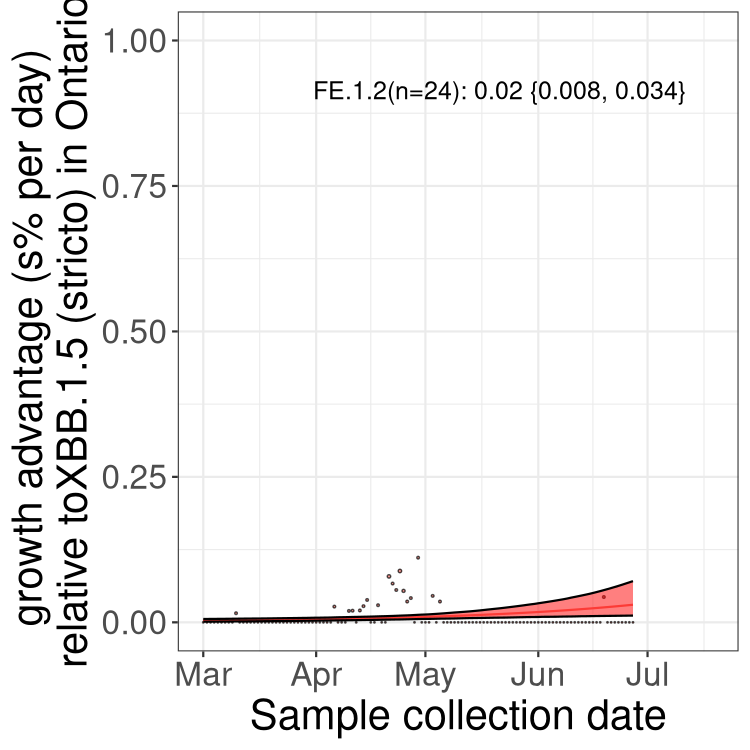 growth advantage (s% per day)
relative toXBB.1.5 (stricto) in Ontario
1.00
0.75
0.50
0.25
0.00
FE.1.2(n=24): 0.02 {0.008, 0.034}
Mar Apr May Jun Jul
Sample collection date